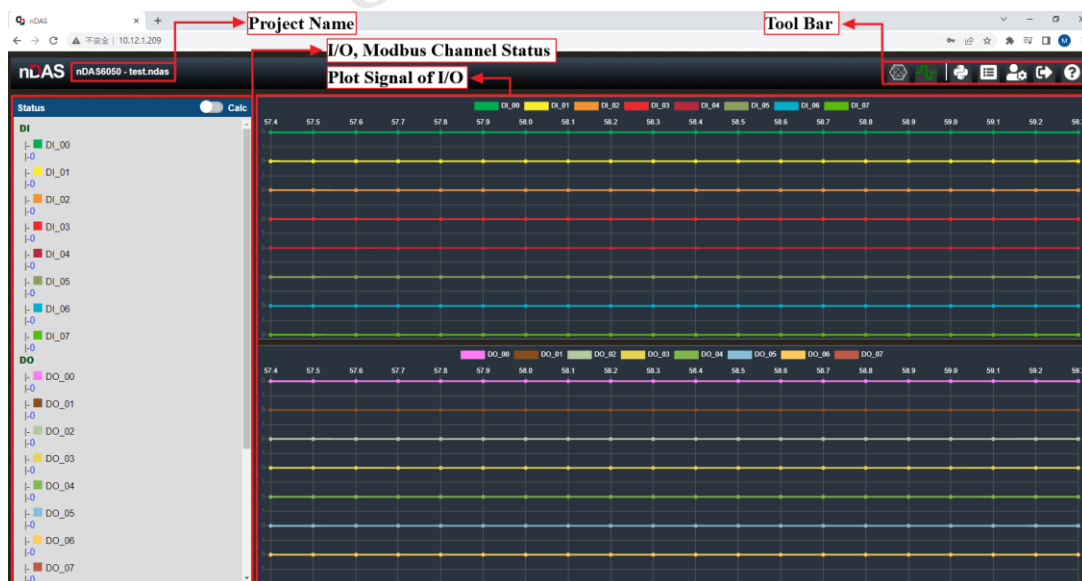 nDAS
Project Name
Tool Bar
不安全 | 10.12.1.209
I/O, Modbus Channel Status
nDAS nDAS6050 - test.ndas
Plot Signal of I/O
Status Calc
DI_00 DI_01 DI_02 DI_03 DI_04 DI_05 DI_06 DI_07
57.4 57.5 57.6 57.7 57.8 57.9 58.0 58.1 58.2 58.3 58.4 58.5 58.6 58.7 58.8 58.9 59.0 59.1 59.2
DI
|- DI_00
|-0
|- DI_01
|-0
|- DI_02
|-0
|- DI_03
|-0
|- DI_04
|-0
|- DI_05
|-0
|- DI_06
|-0
|- DI_07
|-0
DO
|- DO_00
|-0
|- DO_01
|-0
|- DO_02
|-0
|- DO_03
|-0
|- DO_04
|-0
|- DO_05
|-0
|- DO_06
|-0
|- DO_07
|-0
DO_00 DO_01 DO_02 DO_03 DO_04 DO_05 DO_06 DO_07
57.4 57.5 57.6 57.7 57.8 57.9 58.0 58.1 58.2 58.3 58.4 58.5 58.6 58.7 58.8 58.9 59.0 59.1 59.2